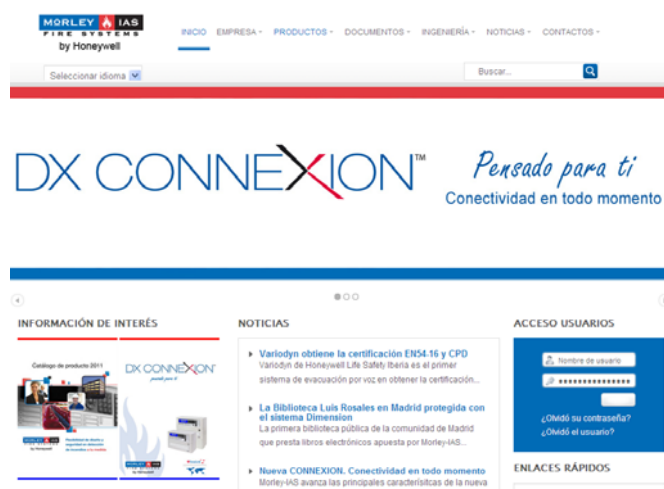 MORLEY IAS
FIRE SYSTEMS
by Honeywell
INICIO EMPRESA PRODUCTOS DOCUMENTOS INGENIERÍA NOTICIAS CONTACTOS
Seleccionar idioma
Buscar...
DX CONNEXION™
Pensado para ti
Conectividad en todo momento
INFORMACIÓN DE INTERÉS
Catálogo de producto 2011
DX CONNEXION
pensado para ti
NOTICIAS
Variodyn obtiene la certificación EN54-16 y CPD
Variodyn de Honeywell Life Safety Iberia es el primer
sistema de evacuación por voz en obtener la certificación...
La Biblioteca Luis Rosales en Madrid protegida con
el sistema Dimension
La primera biblioteca pública de la comunidad de Madrid
que presta libros electrónicos apuesta por Morley-IAS...
Nueva CONNEXION. Conectividad en todo momento
Morley-IAS avanza las principales caracterísitcas de la nueva
ACCESO USUARIOS
Nombre de usuario
¿Olvidó su contraseña?
¿Olvidó el usuario?
ENLACES RÁPIDOS